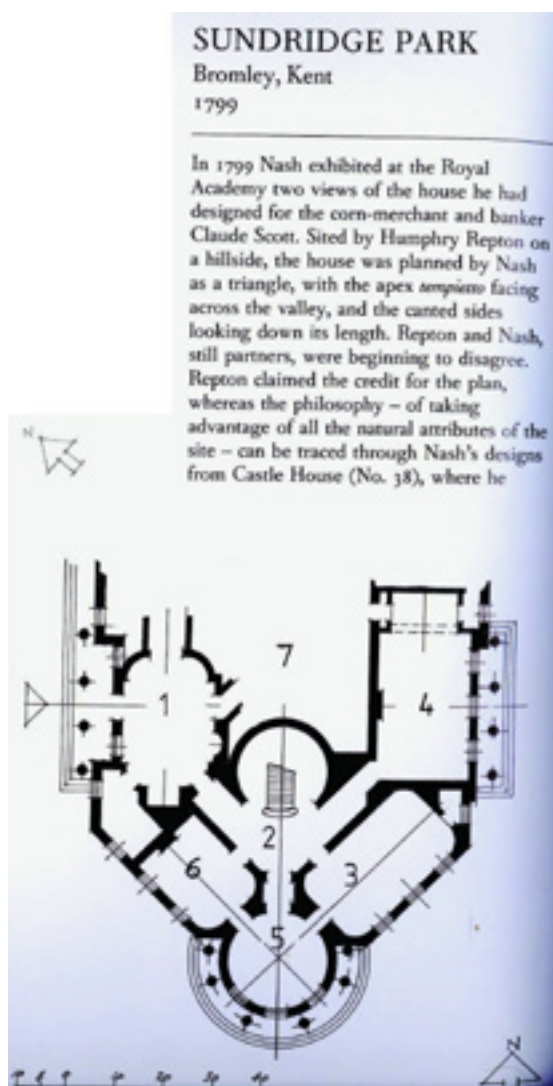 SUNDRIDGE PARK
Bromley, Kent
1799
In 1799 Nash exhibited at the Royal
Academy two views of the house he had
designed for the corn-merchant and banker
Claude Scott. Sited by Humphry Repton on
a hillside, the house was planned by Nash
as a triangle, with the apex tempietto facing
across the valley, and the canted sides
looking down its length. Repton and Nash,
still partners, were beginning to disagree.
Repton claimed the credit for the plan,
whereas the philosophy – of taking
advantage of all the natural attributes of the
site – can be traced through Nash's designs
from Castle House (No. 38), where he
N
7
1
4
2
6
3
5
N
10 20 30 40